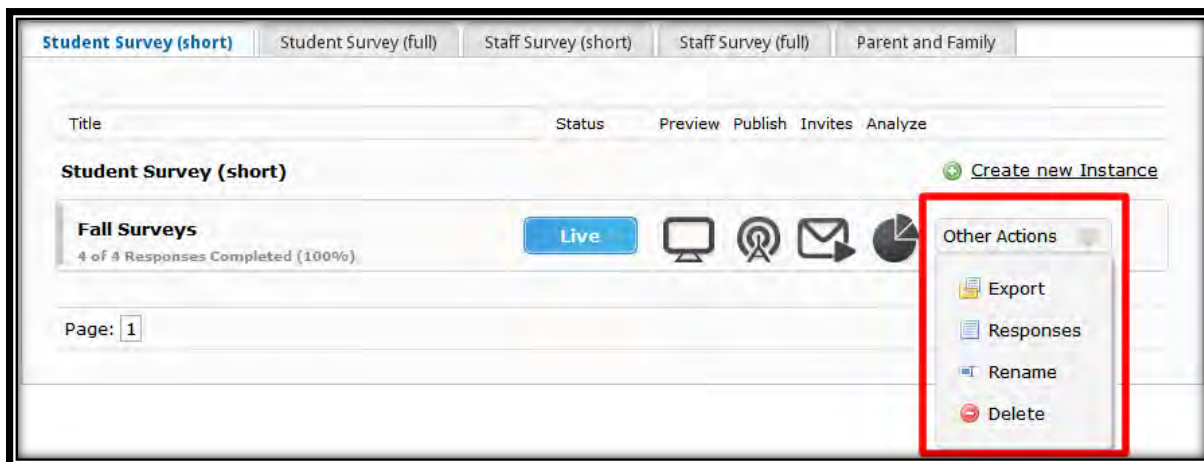 Student Survey (short) Student Survey (full) Staff Survey (short) Staff Survey (full) Parent and Family
Title Status Preview Publish Invites Analyze
Student Survey (short) Create new Instance
Fall Surveys
4 of 4 Responses Completed (100%)
Live
Other Actions
Export
Responses
Rename
Delete
Page: 1